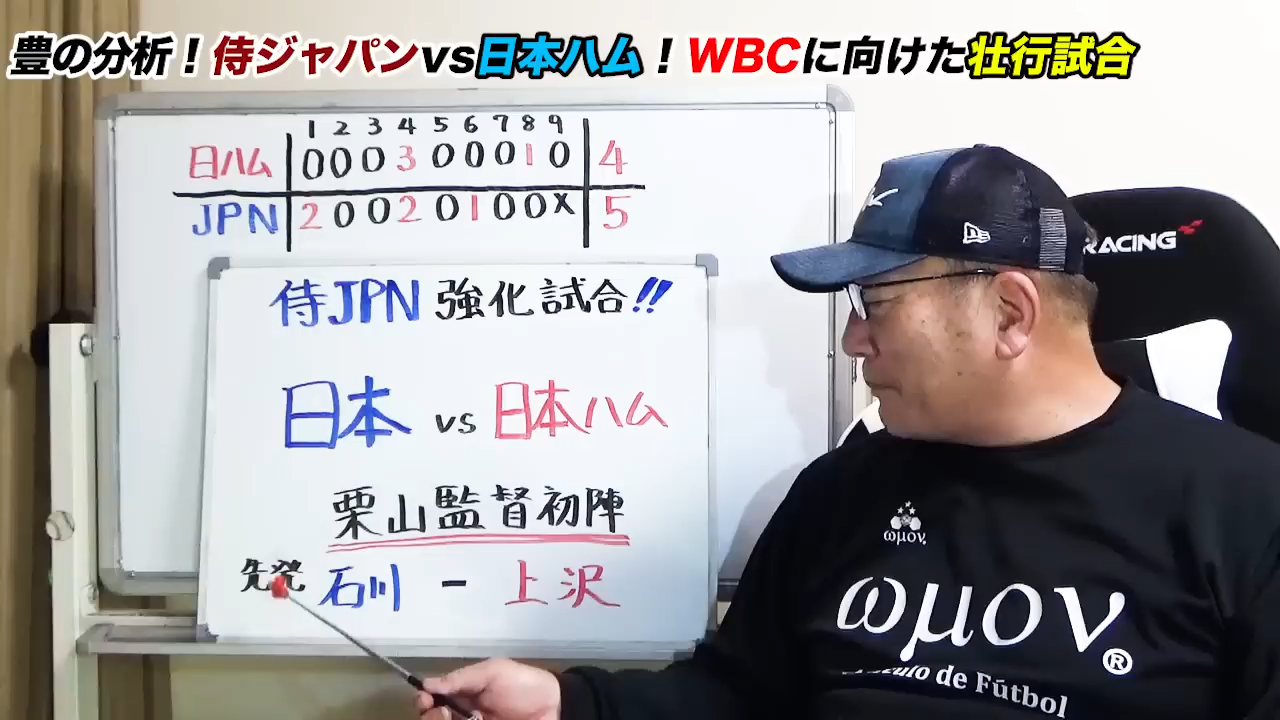 豊の分析！侍ジャパンvs日本ハム！WBCに向けた壮行試合
1 2 3 4 5 6 7 8 9
日ハム 0 0 0 3 0 0 0 1 0 4
JPN 2 0 0 2 0 1 0 0 X 5
侍JPN 強化試合!!
日本 vs 日本ハム
栗山監督初陣
先発 石川 - 上沢
RACING
ωμον
ωμον®
de Fútbol